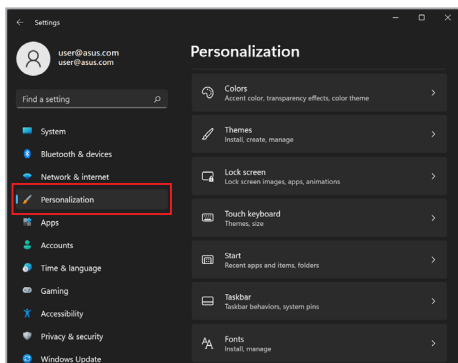 Settings
user@asus.com
user@asus.com
Find a setting
System
Bluetooth & devices
Network & internet
Personalization
Apps
Accounts
Time & language
Gaming
Accessibility
Privacy & security
Windows Update
Personalization
Colors
Accent color, transparency effects, color theme
Themes
Install, create, manage
Lock screen
Lock screen images, apps, animations
Touch keyboard
Themes, size
Start
Recent apps and items, folders
Taskbar
Taskbar behaviors, system pins
Fonts
Install, manage